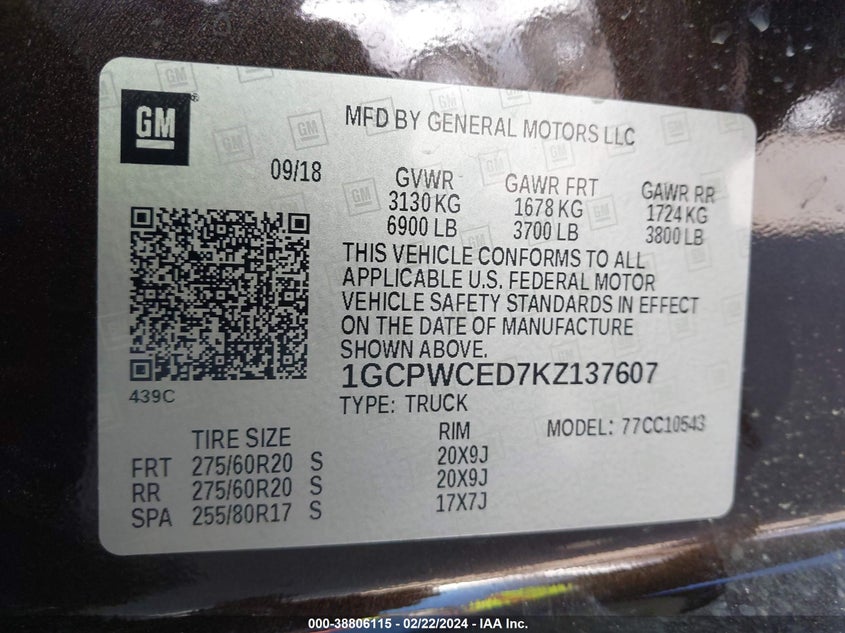 GM
MFD BY GENERAL MOTORS LLC
09/18
GVWR GAWR FRT GAWR RR
3130 KG 1678 KG 1724 KG
6900 LB 3700 LB 3800 LB
THIS VEHICLE CONFORMS TO ALL
APPLICABLE U.S. FEDERAL MOTOR
VEHICLE SAFETY STANDARDS IN EFFECT
ON THE DATE OF MANUFACTURE
SHOWN ABOVE.
1GCPWCED7KZ137607
439C
TYPE: TRUCK
MODEL: 77CC10543
TIRE SIZE RIM
FRT 275/60R20 S 20X9J
RR 275/60R20 S 20X9J
SPA 255/80R17 S 17X7J
000-38806115 - 02/22/2024 - IAA Inc.